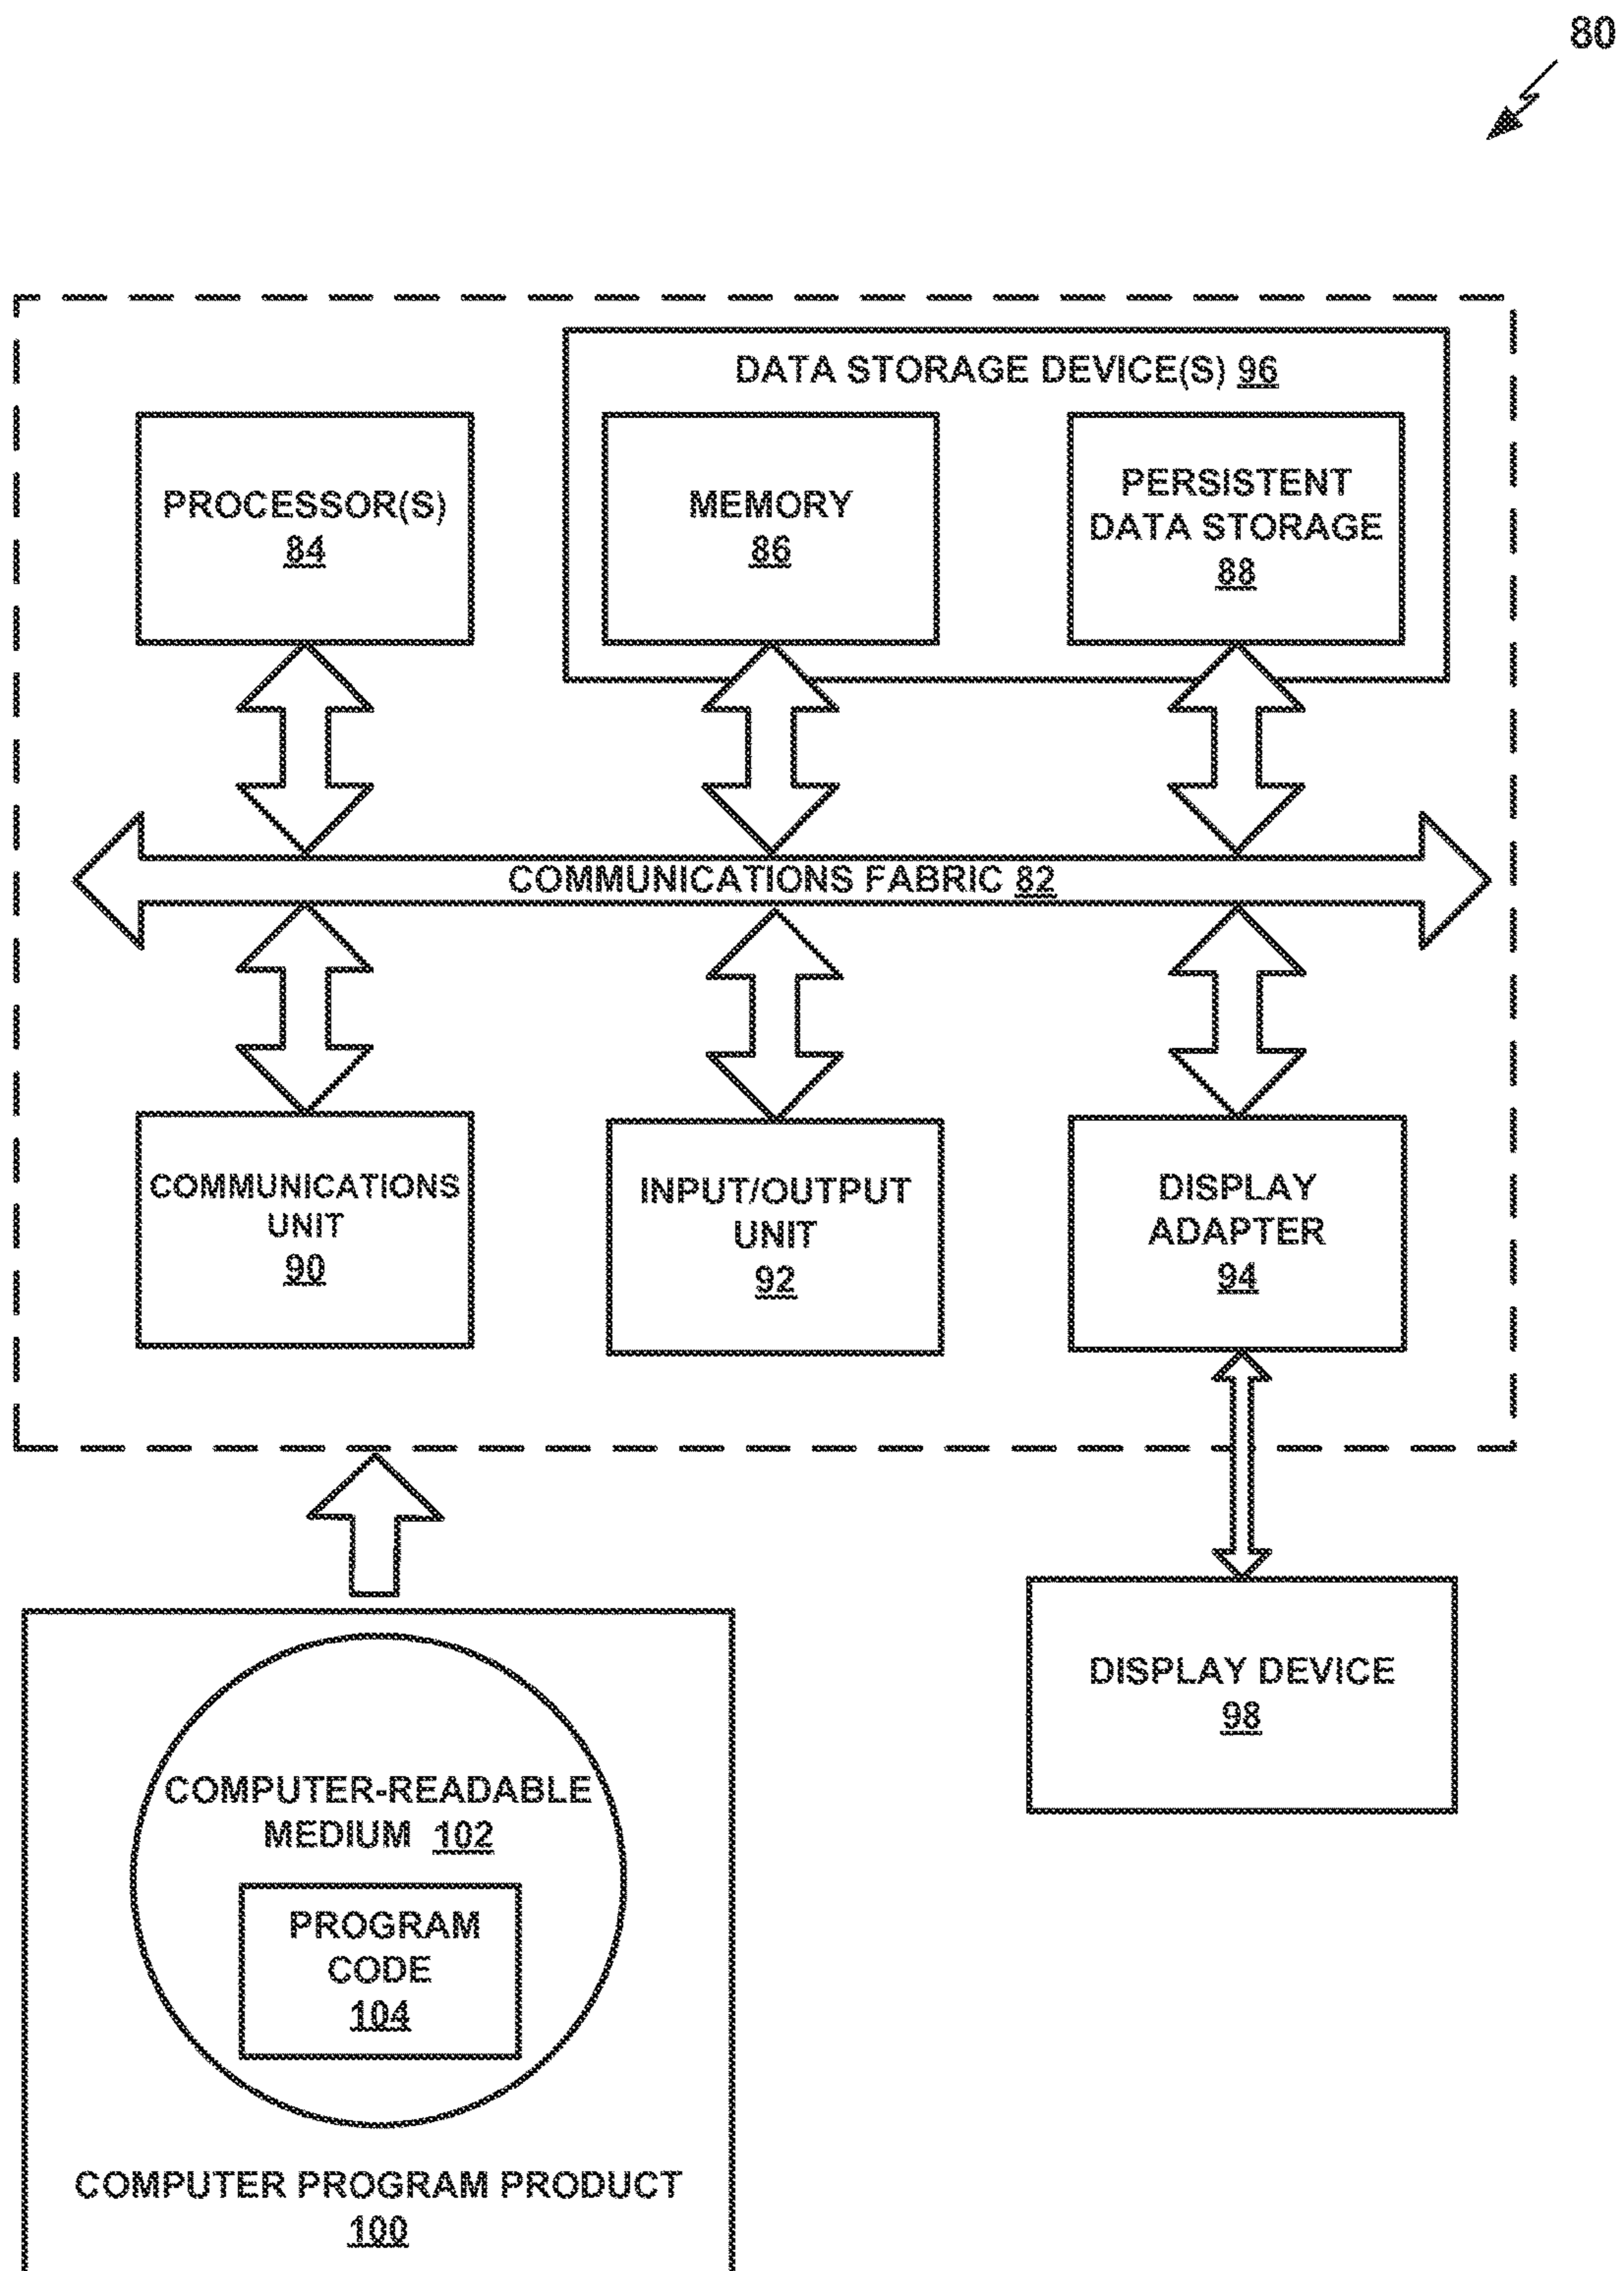 80
DATA STORAGE DEVICE(S) 96
PROCESSOR(S)
84
MEMORY
86
PERSISTENT
DATA STORAGE
88
COMMUNICATIONS FABRIC 82
COMMUNICATIONS
UNIT
90
INPUT/OUTPUT
UNIT
92
DISPLAY
ADAPTER
94
DISPLAY DEVICE
98
COMPUTER-READABLE
MEDIUM 102
PROGRAM
CODE
104
COMPUTER PROGRAM PRODUCT
100